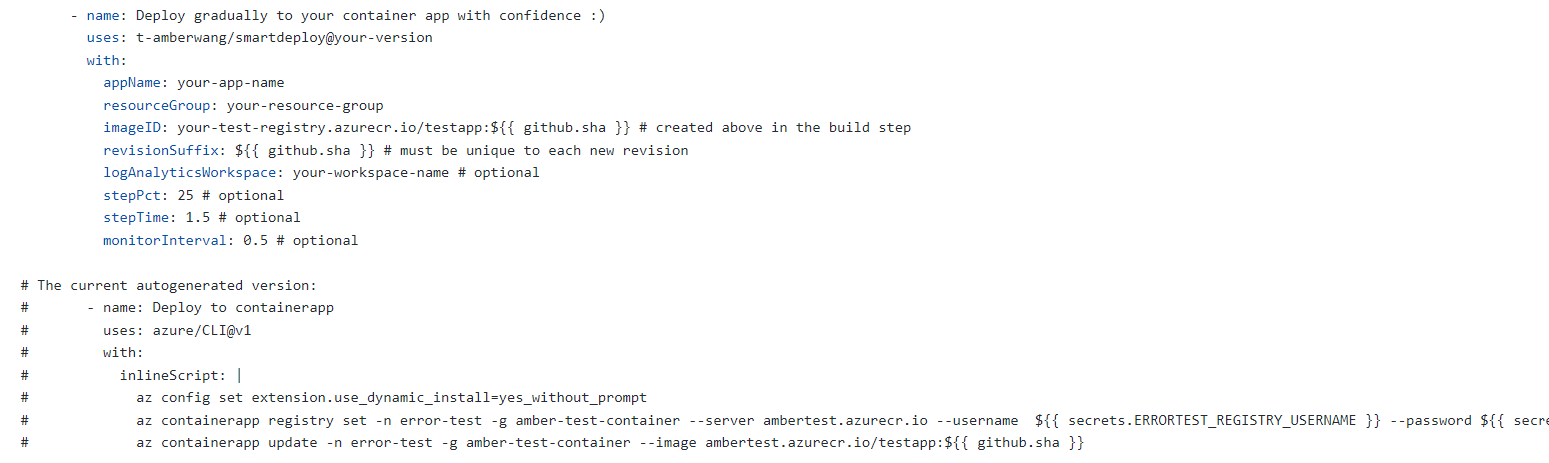 - name: Deploy gradually to your container app with confidence :)
uses: t-amberwang/smartdeploy@your-version
with:
appName: your-app-name
resourceGroup: your-resource-group
imageID: your-test-registry.azurecr.io/testapp:${{ github.sha }} # created above in the build step
revisionSuffix: ${{ github.sha }} # must be unique to each new revision
logAnalyticsWorkspace: your-workspace-name # optional
stepPct: 25 # optional
stepTime: 1.5 # optional
monitorInterval: 0.5 # optional
# The current autogenerated version:
# - name: Deploy to containerapp
# uses: azure/CLI@v1
# with:
# inlineScript: |
# az config set extension.use_dynamic_install=yes_without_prompt
# az containerapp registry set -n error-test -g amber-test-container --server ambertest.azurecr.io --username ${{ secrets.ERRORTEST_REGISTRY_USERNAME }} --password ${{
# az containerapp update -n error-test -g amber-test-container --image ambertest.azurecr.io/testapp:${{ github.sha }}